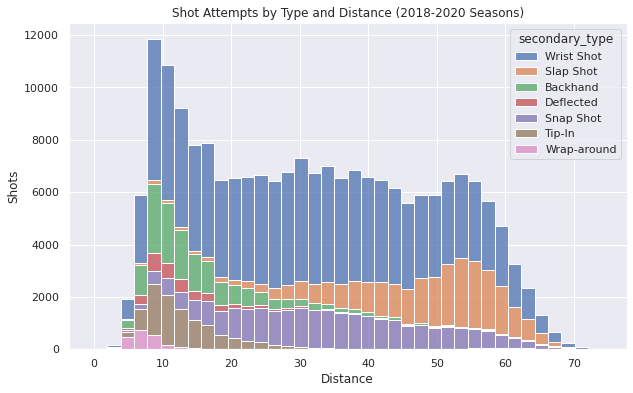 Shot Attempts by Type and Distance (2018-2020 Seasons)
12000
10000
8000
6000
4000
2000
0
Shots
secondary_type
Wrist Shot
Slap Shot
Backhand
Deflected
Snap Shot
Tip-In
Wrap-around
0 10 20 30 40 50 60 70
Distance